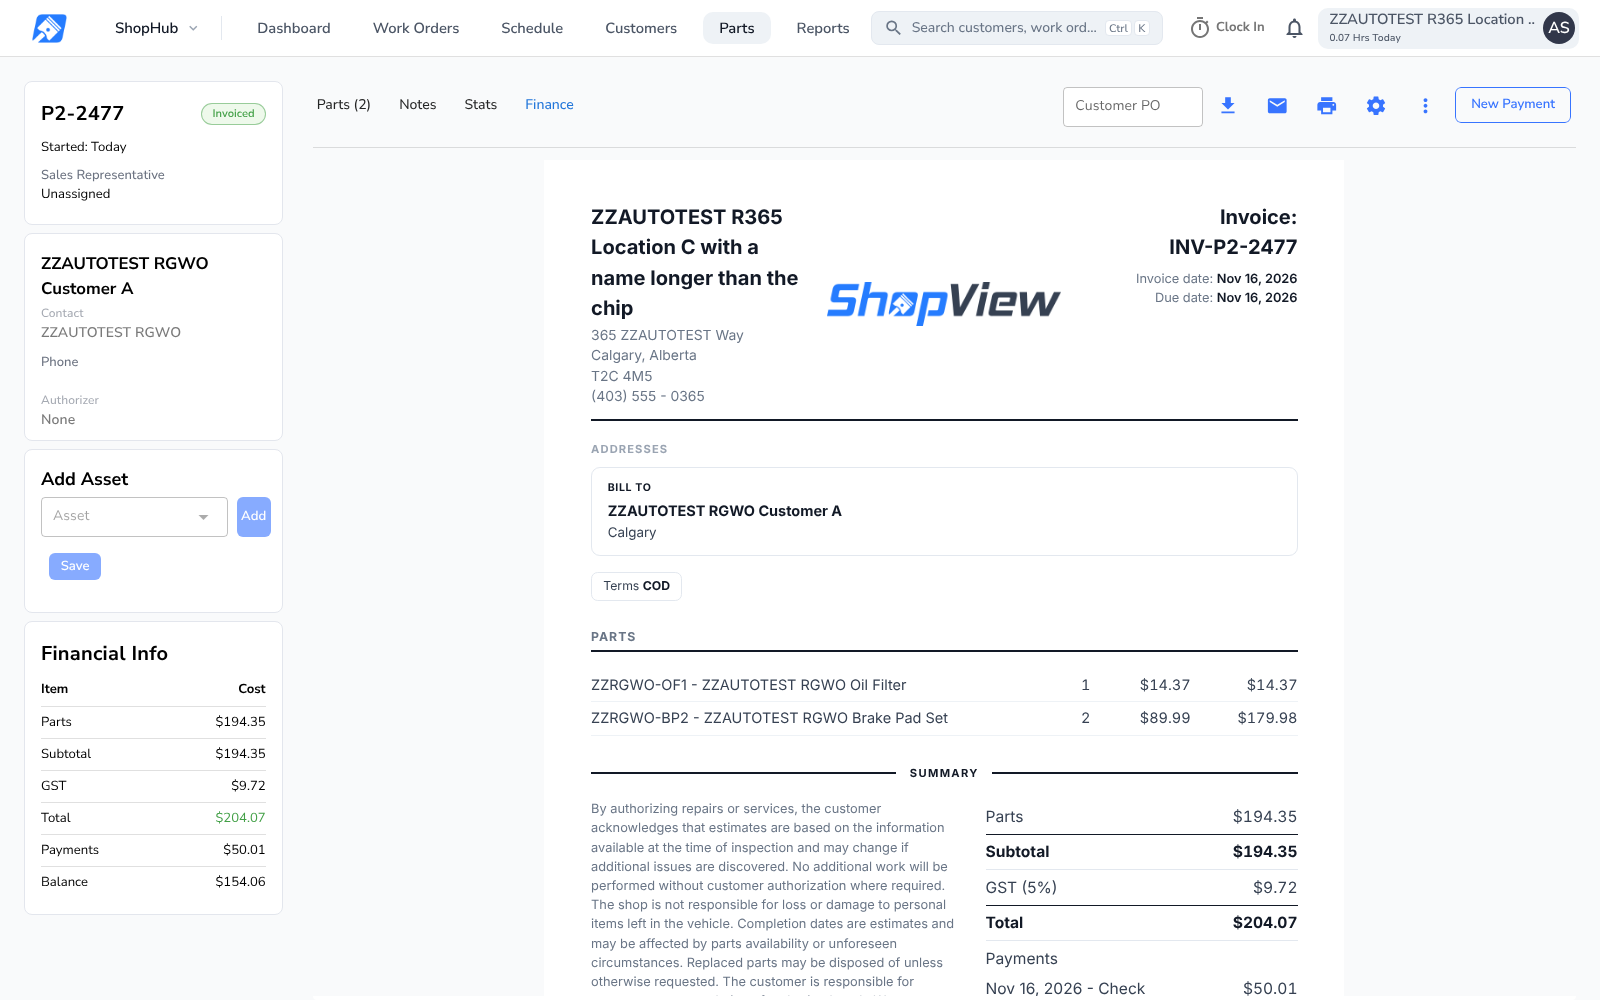 ShopHub
Dashboard
Work Orders
Schedule
Customers
Parts
Reports
Search customers, work ord...
Ctrl
K
Clock In
ZZAUTOTEST R365 Location ..
0.07 Hrs Today
AS
P2-2477
Invoiced
Started: Today
Sales Representative
Unassigned
ZZAUTOTEST RGWO
Customer A
Contact
ZZAUTOTEST RGWO
Phone
Authorizer
None
Add Asset
Asset
Add
Save
Financial Info
Item Cost
Parts $194.35
Subtotal $194.35
GST $9.72
Total $204.07
Payments $50.01
Balance $154.06
Parts (2)
Notes
Stats
Finance
Customer PO
New Payment
ZZAUTOTEST R365
Location C with a
name longer than the
chip
365 ZZAUTOTEST Way
Calgary, Alberta
T2C 4M5
(403) 555 - 0365
ShopView
Invoice:
INV-P2-2477
Invoice date: Nov 16, 2026
Due date: Nov 16, 2026
ADDRESSES
BILL TO
ZZAUTOTEST RGWO Customer A
Calgary
Terms COD
PARTS
ZZRGWO-OF1 - ZZAUTOTEST RGWO Oil Filter 1 $14.37 $14.37
ZZRGWO-BP2 - ZZAUTOTEST RGWO Brake Pad Set 2 $89.99 $179.98
SUMMARY
By authorizing repairs or services, the customer
acknowledges that estimates are based on the information
available at the time of inspection and may change if
additional issues are discovered. No additional work will be
performed without customer authorization where required.
The shop is not responsible for loss or damage to personal
items left in the vehicle. Completion dates are estimates and
may be affected by parts availability or unforeseen
circumstances. Replaced parts may be disposed of unless
otherwise requested. The customer is responsible for
Parts $194.35
Subtotal $194.35
GST (5%) $9.72
Total $204.07
Payments
Nov 16, 2026 - Check $50.01